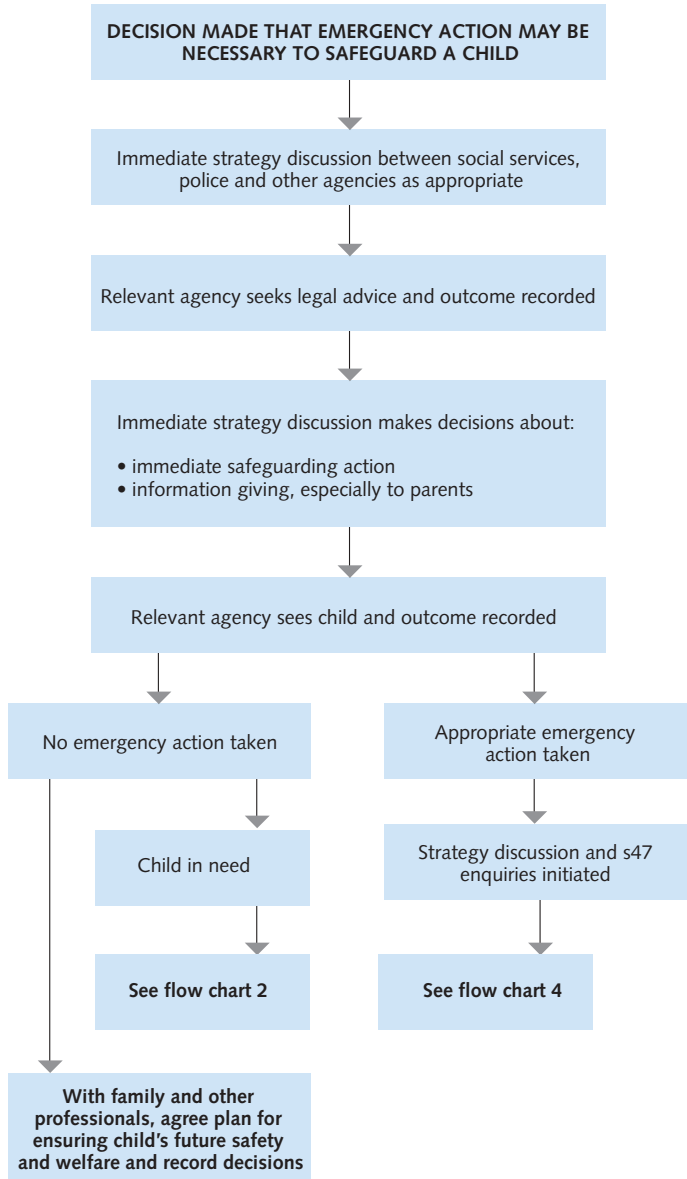 DECISION MADE THAT EMERGENCY ACTION MAY BE
NECESSARY TO SAFEGUARD A CHILD
Immediate strategy discussion between social services,
police and other agencies as appropriate
Relevant agency seeks legal advice and outcome recorded
Immediate strategy discussion makes decisions about:
• immediate safeguarding action
• information giving, especially to parents
Relevant agency sees child and outcome recorded
No emergency action taken
Appropriate emergency
action taken
Child in need
Strategy discussion and s47
enquiries initiated
See flow chart 2
See flow chart 4
With family and other
professionals, agree plan for
ensuring child's future safety
and welfare and record decisions